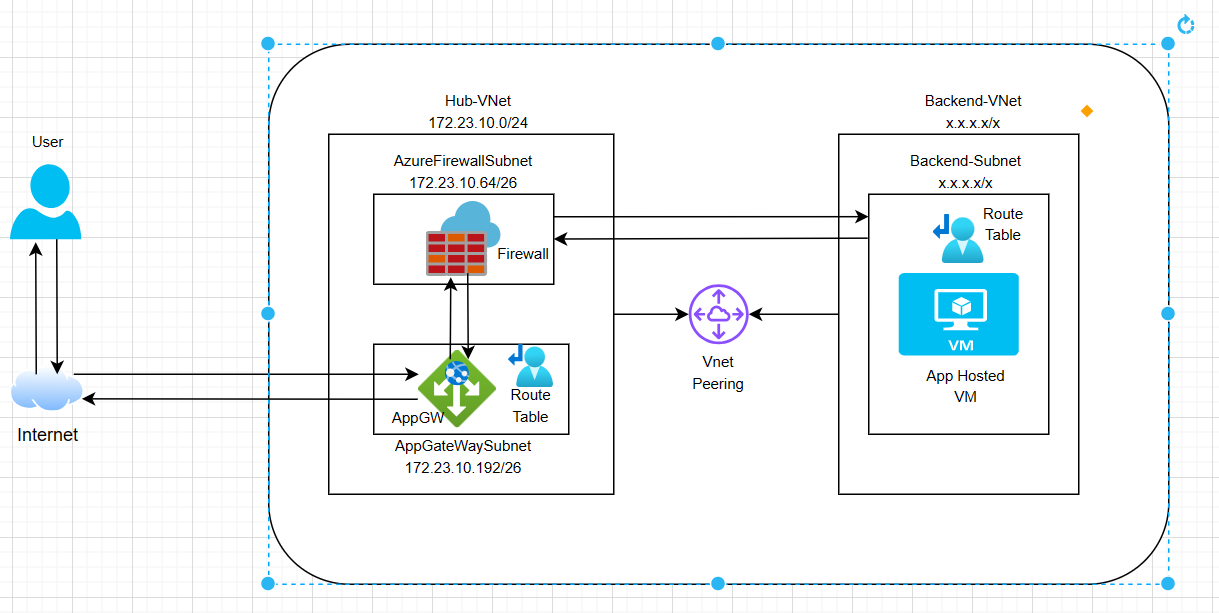 User
Internet
Hub-VNet
172.23.10.0/24
AzureFirewallSubnet
172.23.10.64/26
Firewall
AppGW
Route
Table
AppGateWaySubnet
172.23.10.192/26
Vnet
Peering
Backend-VNet
x.x.x.x/x
Backend-Subnet
x.x.x.x/x
Route
Table
VM
App Hosted
VM